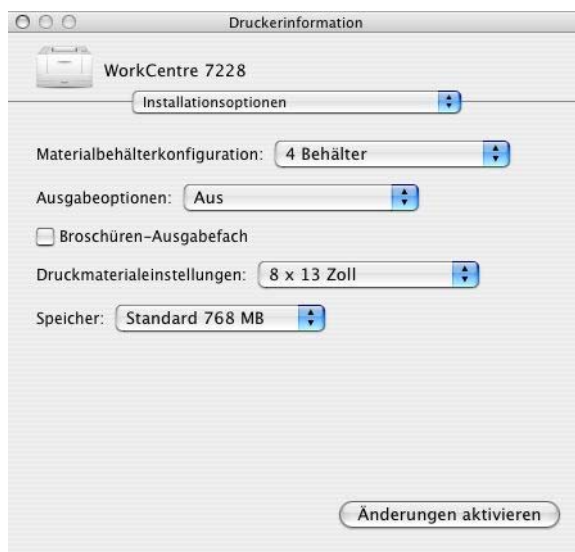 Druckerinformation
WorkCentre 7228
Installationsoptionen
Materialbehälterkonfiguration: 4 Behälter
Ausgabeoptionen: Aus
Broschüren-Ausgabefach
Druckmaterialeinstellungen: 8 x 13 Zoll
Speicher: Standard 768 MB
Änderungen aktivieren